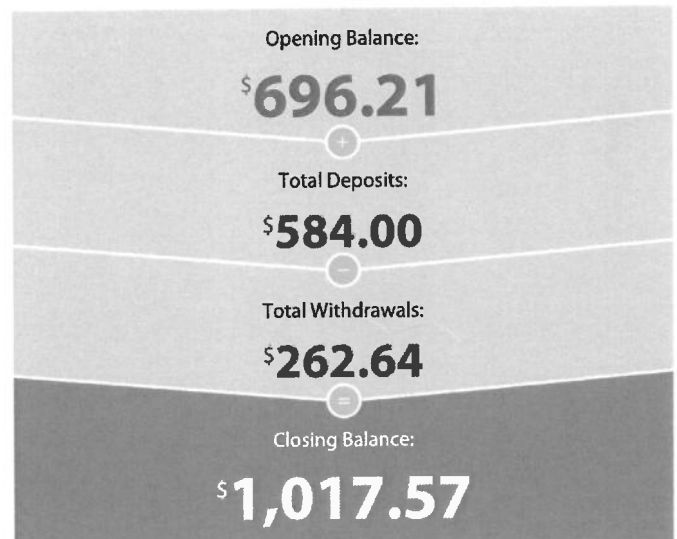 Opening Balance:
$696.21
+
Total Deposits:
$584.00
−
Total Withdrawals:
$262.64
=
Closing Balance:
$1,017.57